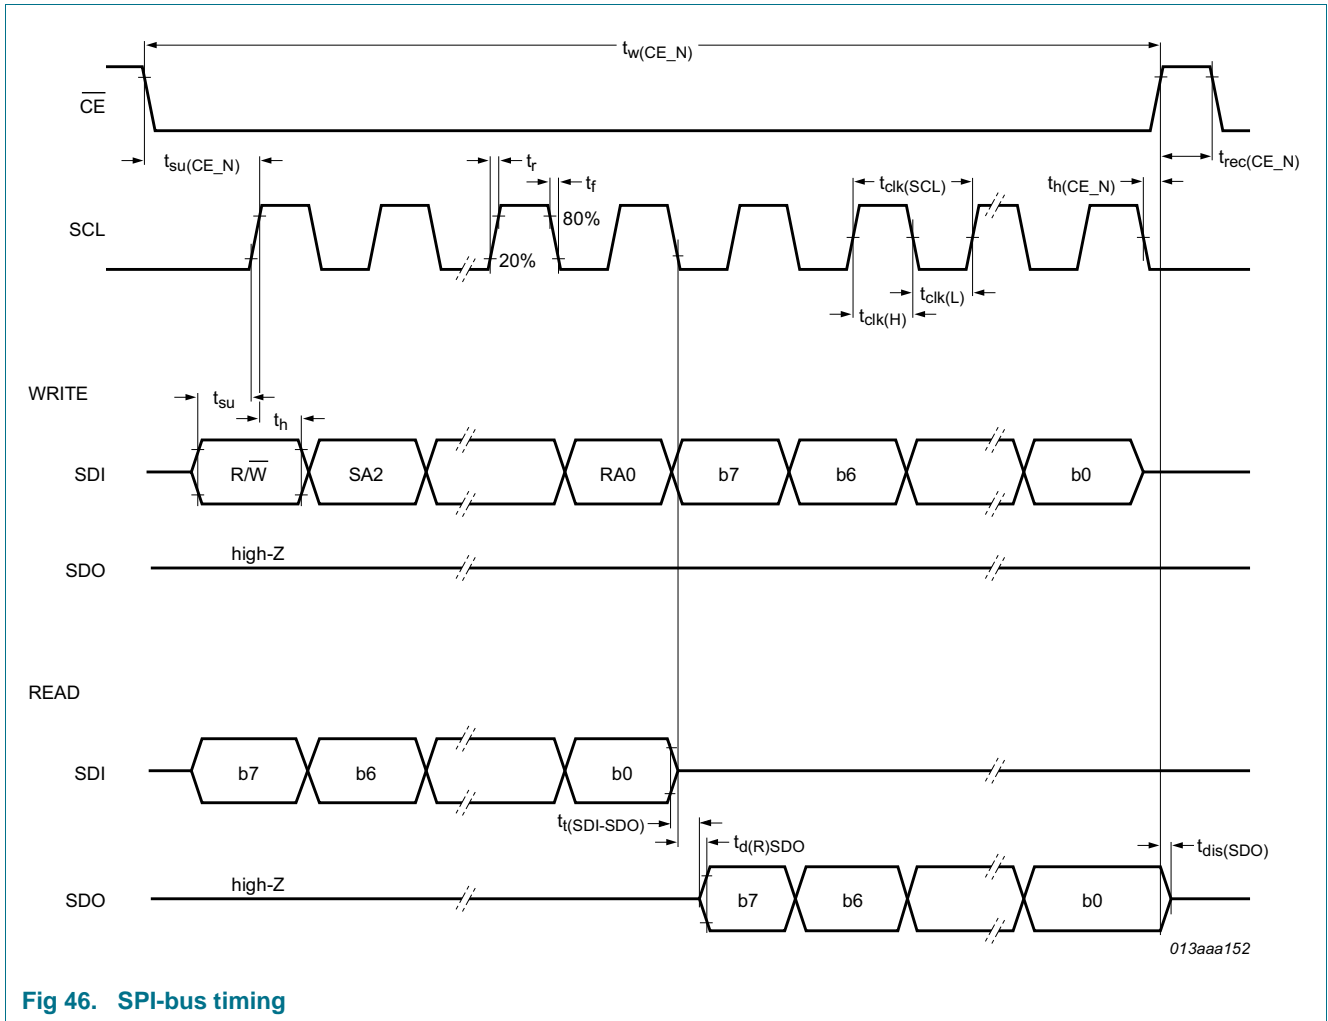 tw(CE_N)
CE
tsu(CE_N)
tr
trec(CE_N)
tf
tclk(SCL)
th(CE_N)
SCL
80%
20%
tclk(L)
tclk(H)
WRITE
tsu
th
SDI R/W SA2 RA0 b7 b6 b0
high-Z
SDO
READ
SDI b7 b6 b0
tt(SDI-SDO)
td(R)SDO
tdis(SDO)
high-Z
SDO b7 b6 b0
013aaa152
Fig 46. SPI-bus timing